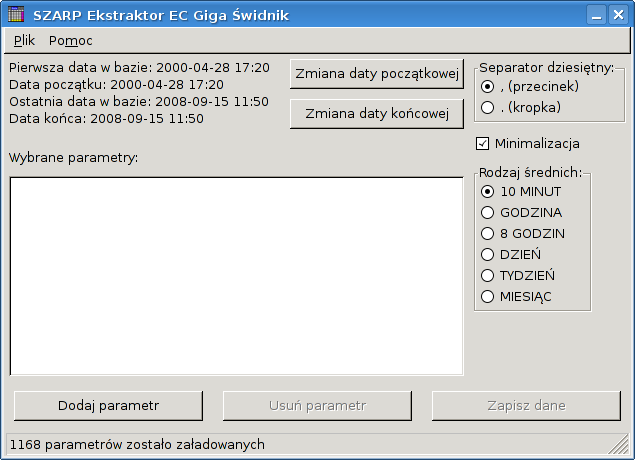 SZARP Ekstraktor EC Giga Świdnik
Plik Pomoc
Pierwsza data w bazie: 2000-04-28 17:20
Data początku: 2000-04-28 17:20
Ostatnia data w bazie: 2008-09-15 11:50
Data końca: 2008-09-15 11:50
Zmiana daty początkowej
Zmiana daty końcowej
Separator dziesiętny:
, (przecinek)
. (kropka)
Minimalizacja
Wybrane parametry:
Rodzaj średnich:
10 MINUT
GODZINA
8 GODZIN
DZIEŃ
TYDZIEŃ
MIESIĄC
Dodaj parametr
Usuń parametr
Zapisz dane
1168 parametrów zostało załadowanych